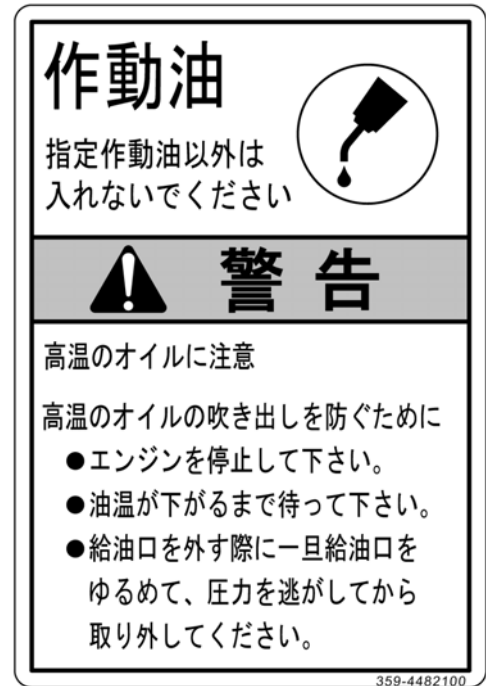 作動油
指定作動油以外は
入れないでください
警告
高温のオイルに注意
高温のオイルの吹き出しを防ぐために
●エンジンを停止して下さい。
●油温が下がるまで待って下さい。
●給油口を外す際に一旦給油口を
ゆるめて、圧力を逃がしてから
取り外してください。
359-4482100